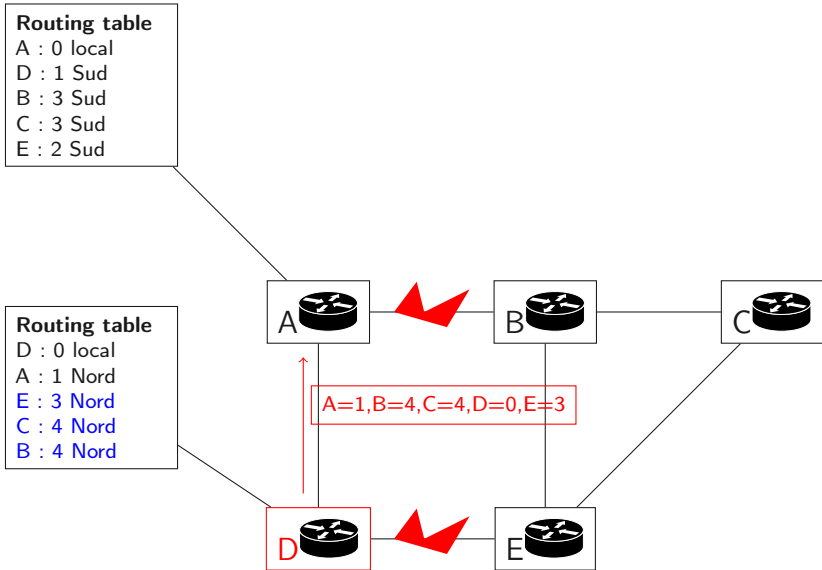 Routing table
A : 0 local
D : 1 Sud
B : 3 Sud
C : 3 Sud
E : 2 Sud
A
B
C
Routing table
D : 0 local
A : 1 Nord
E : 3 Nord
C : 4 Nord
B : 4 Nord
A=1,B=4,C=4,D=0,E=3
D
E